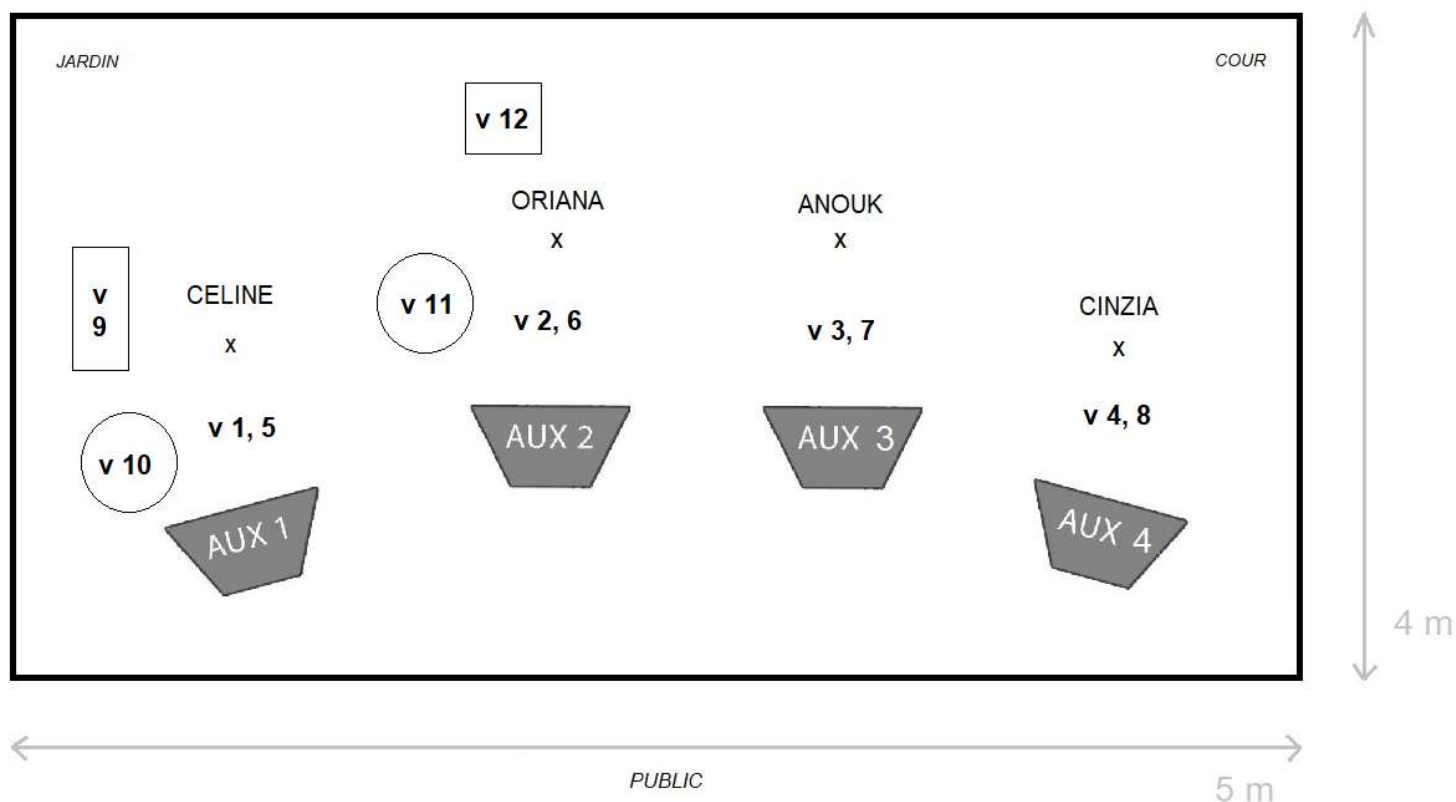 JARDIN
COUR
v 12
ORIANA
x
ANOUK
x
v
9
CELINE
x
v 11
v 2, 6
v 3, 7
CINZIA
x
v 10
v 1, 5
v 4, 8
AUX 1
AUX 2
AUX 3
AUX 4
4 m
PUBLIC
5 m